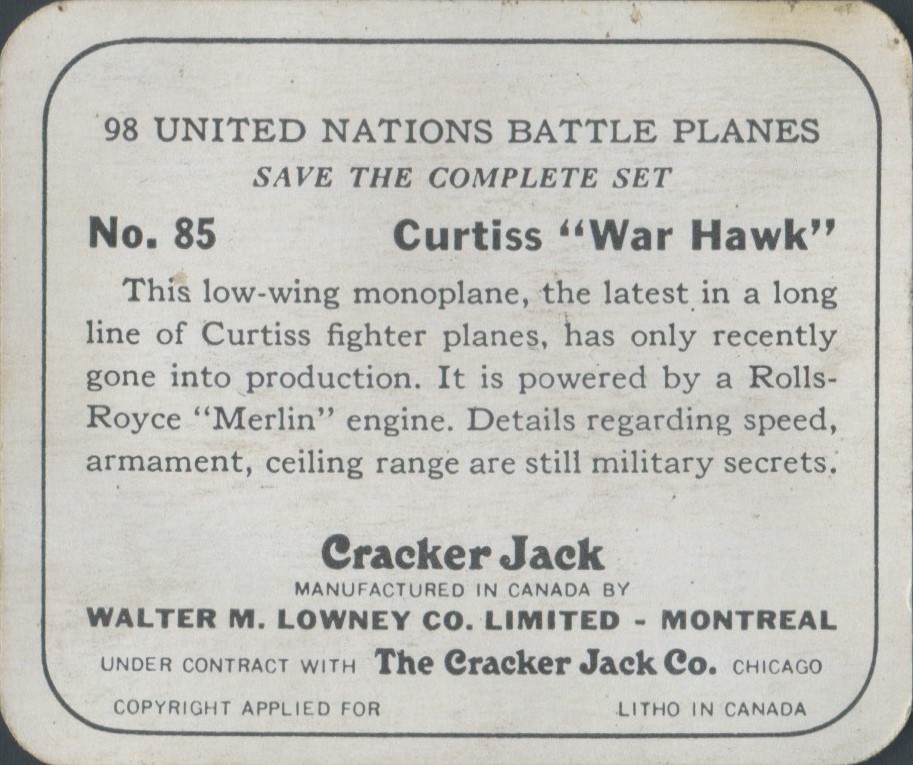 98 UNITED NATIONS BATTLE PLANES
SAVE THE COMPLETE SET
No. 85 Curtiss “War Hawk”
This low-wing monoplane, the latest in a long
line of Curtiss fighter planes, has only recently
gone into production. It is powered by a Rolls-
Royce “Merlin” engine. Details regarding speed,
armament, ceiling range are still military secrets.
Cracker Jack
MANUFACTURED IN CANADA BY
WALTER M. LOWNEY CO. LIMITED - MONTREAL
UNDER CONTRACT WITH The Cracker Jack Co. CHICAGO
COPYRIGHT APPLIED FOR LITHO IN CANADA